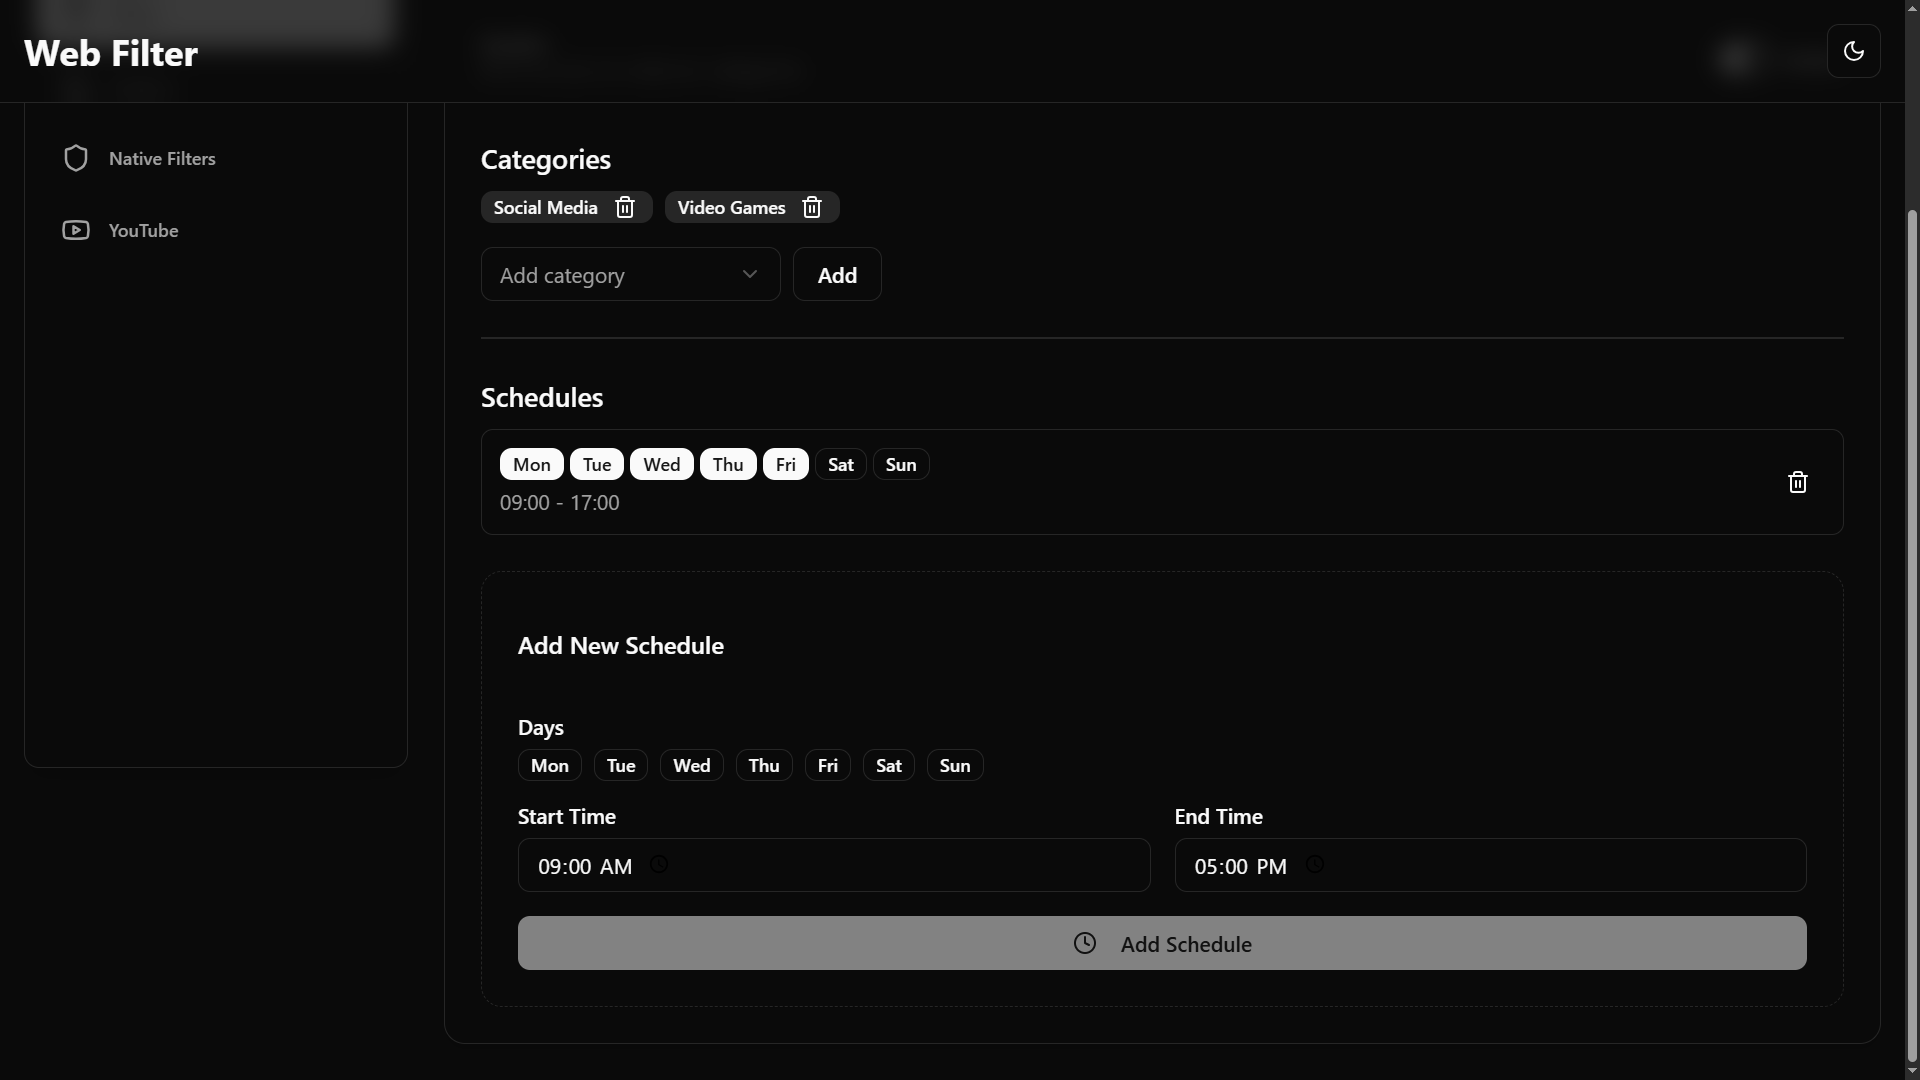 Web Filter
Native Filters
YouTube
Categories
Social Media
Video Games
Add category
Add
Schedules
Mon Tue Wed Thu Fri Sat Sun
09:00 - 17:00
Add New Schedule
Days
Mon Tue Wed Thu Fri Sat Sun
Start Time
09:00 AM
End Time
05:00 PM
Add Schedule